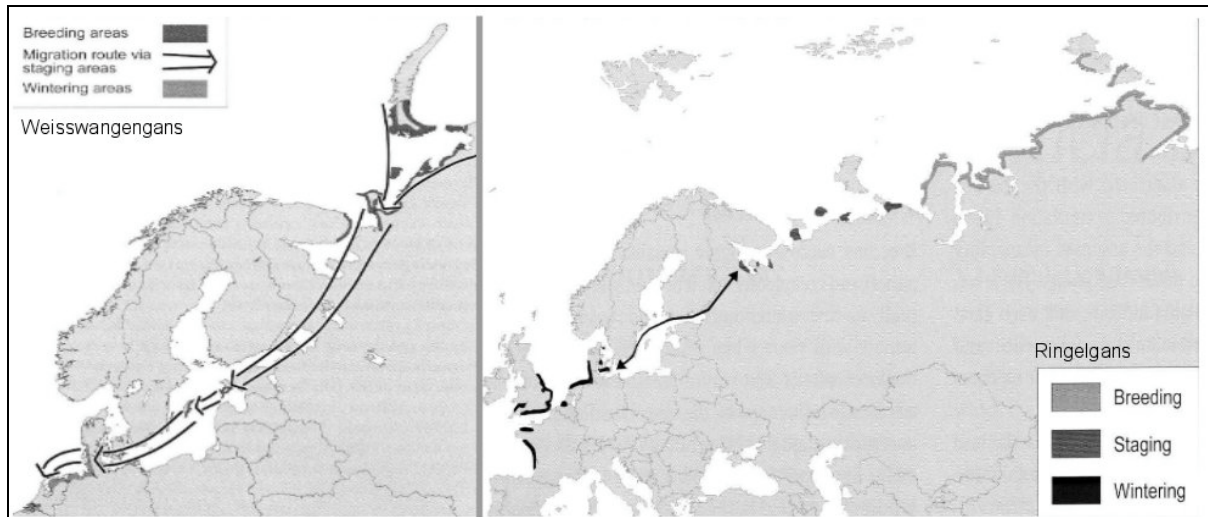 Breeding areas
Migration route via
staging areas
Wintering areas
Weisswangengans
Ringelgans
Breeding
Staging
Wintering